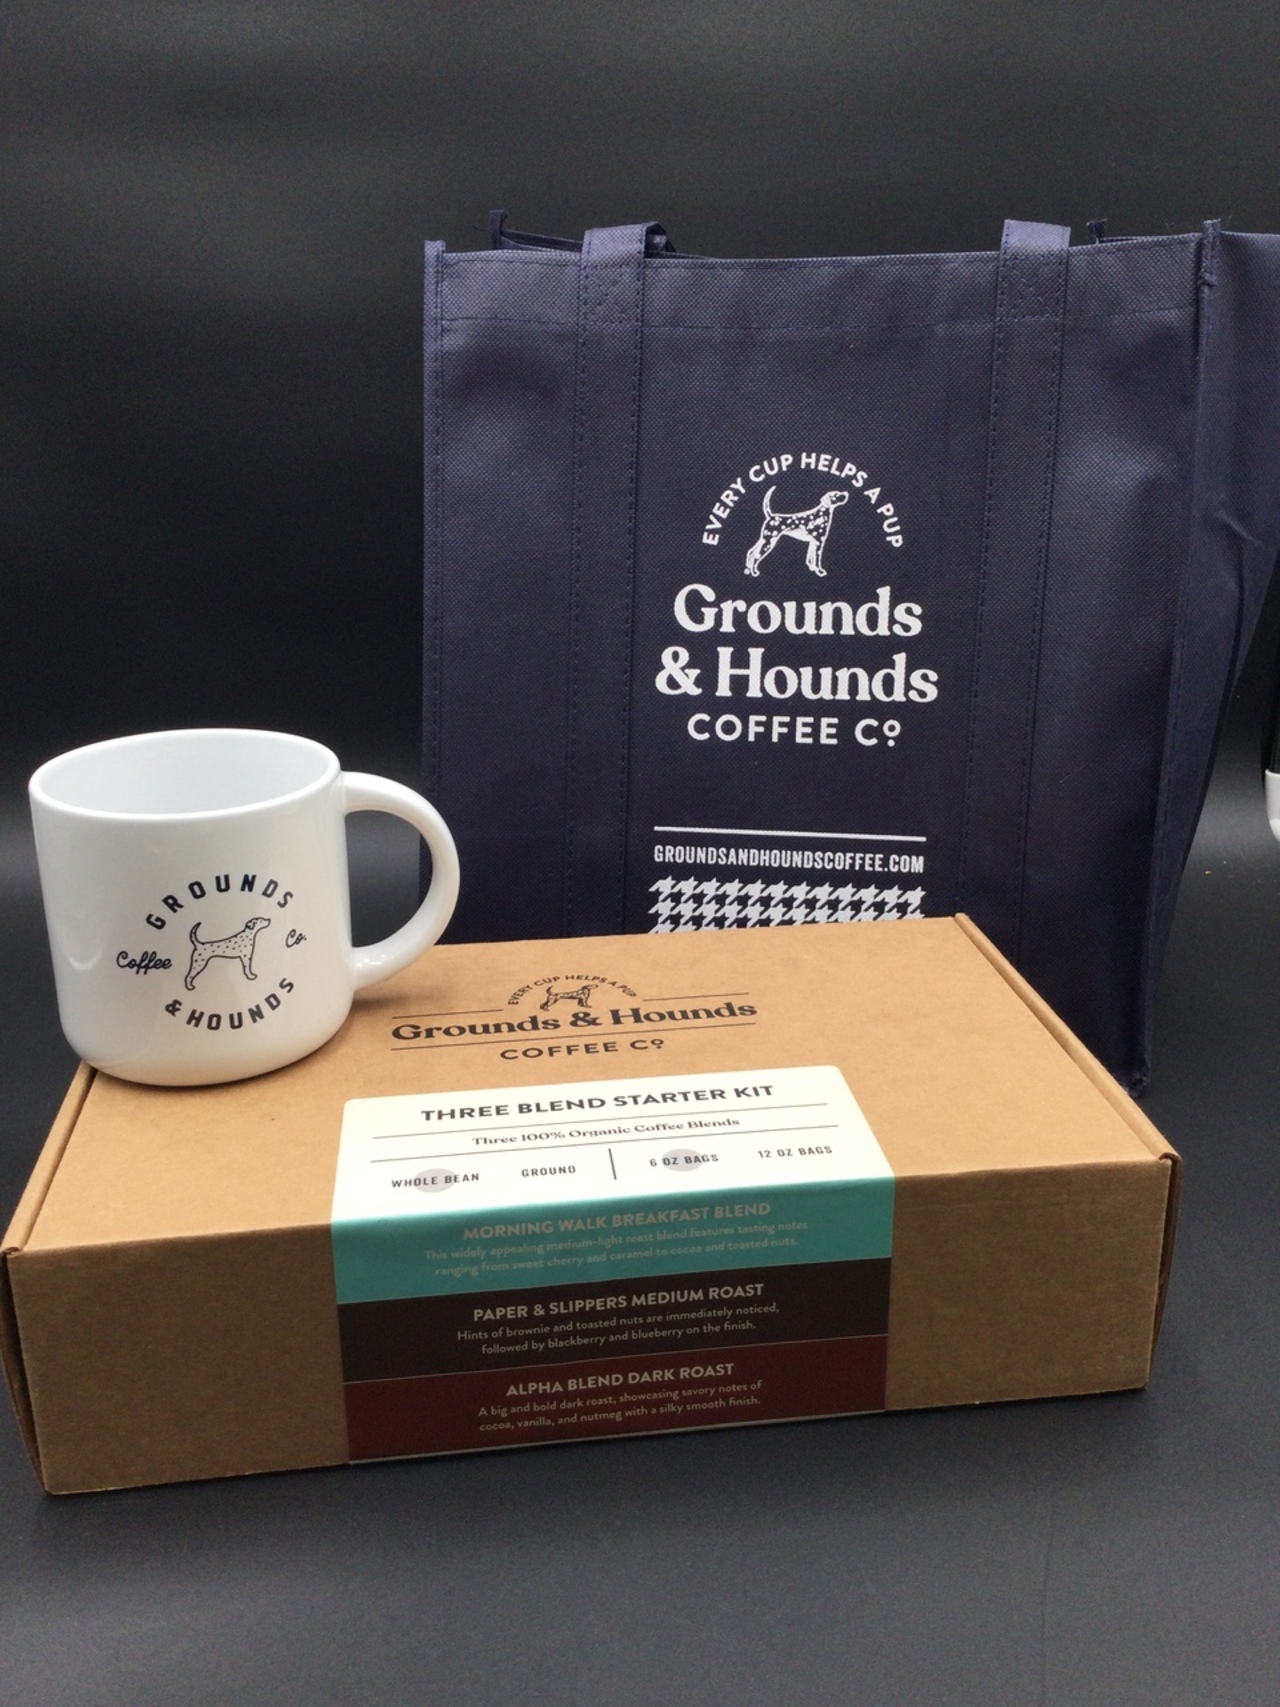 EVERY CUP HELPS A PUP
Grounds
& Hounds
COFFEE Co
GROUNDSANDHOUNDSCOFFEE.COM
GROUNDS
Coffee Co.
& HOUNDS
EVERY CUP HELPS A PUP
Grounds & Hounds
COFFEE Co
THREE BLEND STARTER KIT
Three 100% Organic Coffee Blends
WHOLE BEAN GROUND 6 OZ BAGS 12 OZ BAGS
MORNING WALK BREAKFAST BLEND
This widely appealing medium-light roast blend features tasting notes
ranging from sweet cherry and caramel to cocoa and toasted nuts.
PAPER & SLIPPERS MEDIUM ROAST
Hints of brownie and toasted nuts are immediately noticed,
followed by blackberry and blueberry on the finish.
ALPHA BLEND DARK ROAST
A big and bold dark roast, showcasing savory notes of
cocoa, vanilla, and nutmeg with a silky smooth finish.